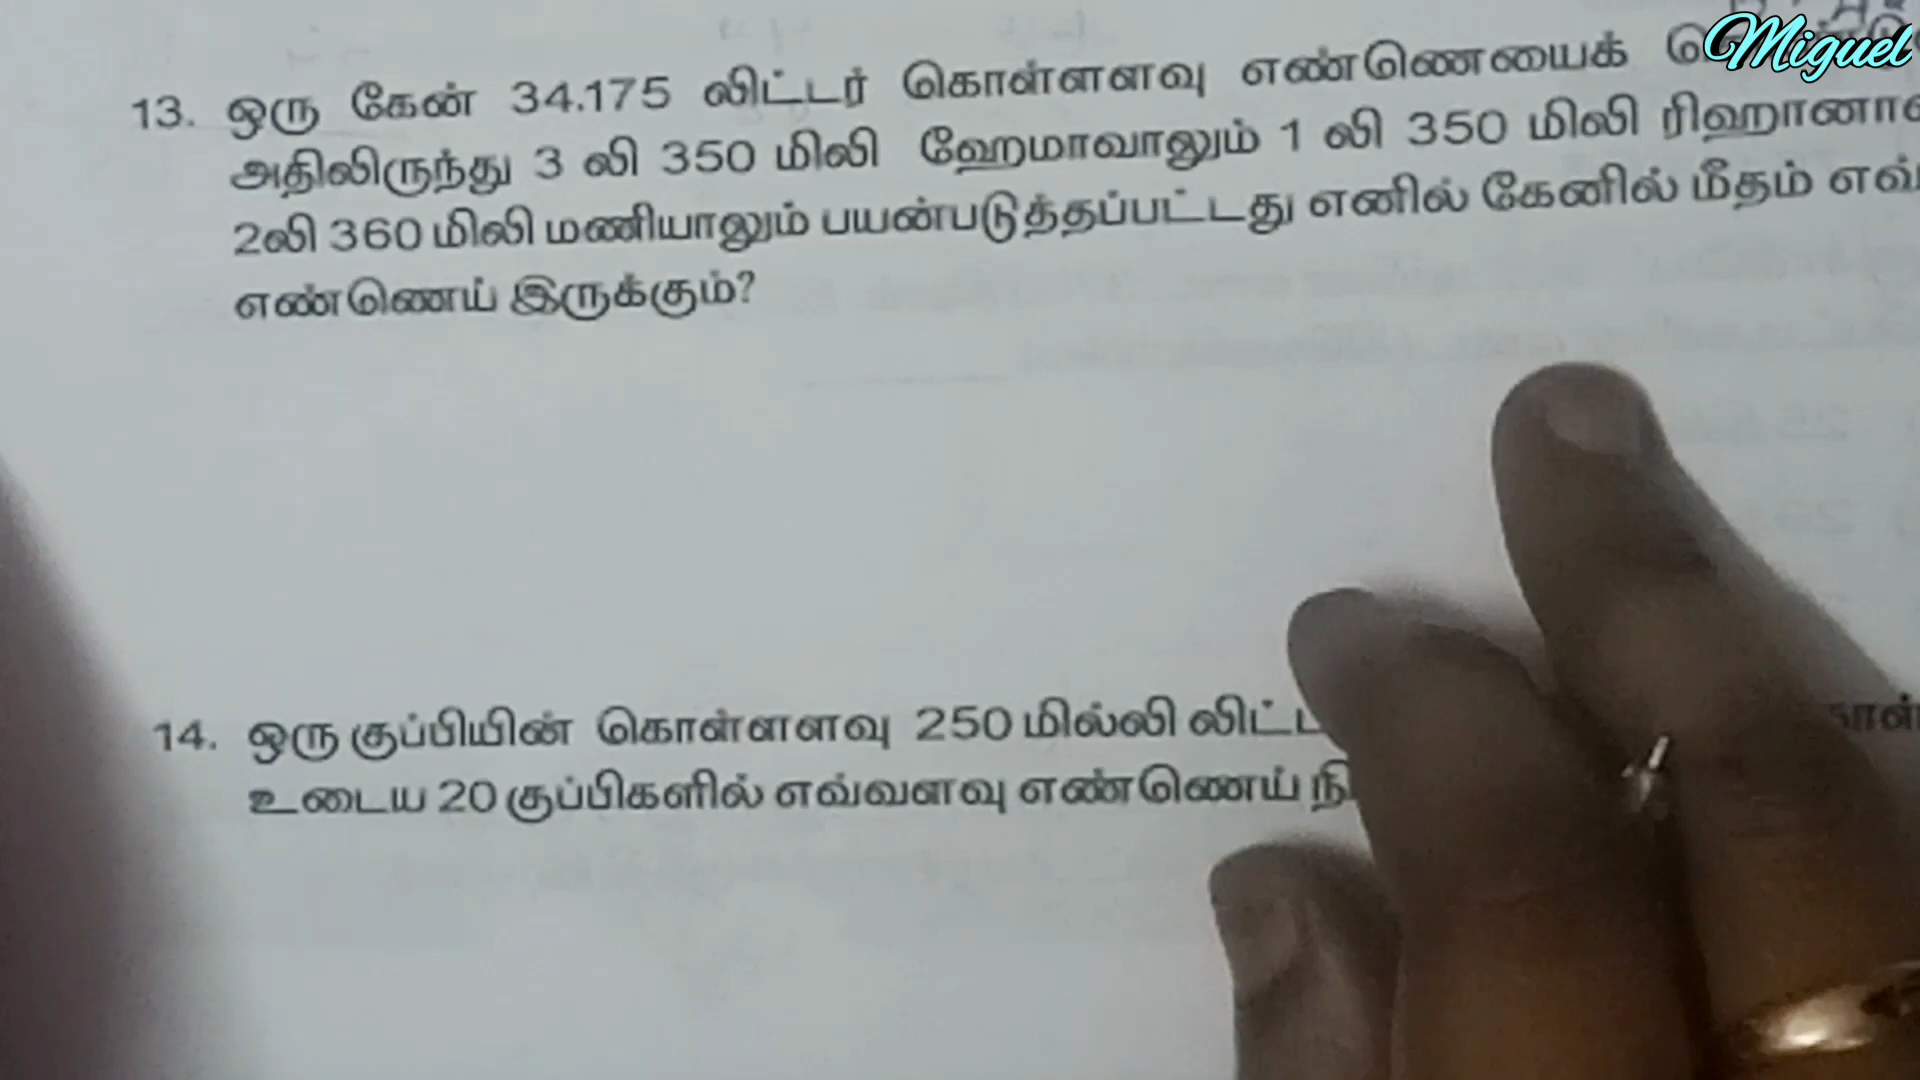 Miguel
13. ஒரு கேன் 34.175 லிட்டர் கொள்ளளவு எண்ணெயைக்
அதிலிருந்து 3 லி 350 மிலி ஹேமாவாலும் 1 லி 350 மிலி
2லி 360 மிலி மணியாலும் பயன்படுத்தப்பட்டது எனில் கேனில் மீதம்
எண்ணெய் இருக்கும்?
14. ஒரு குப்பியின் கொள்ளளவு 250 மில்லி
உடைய 20 குப்பிகளில் எவ்வளவு எண்ணெய்